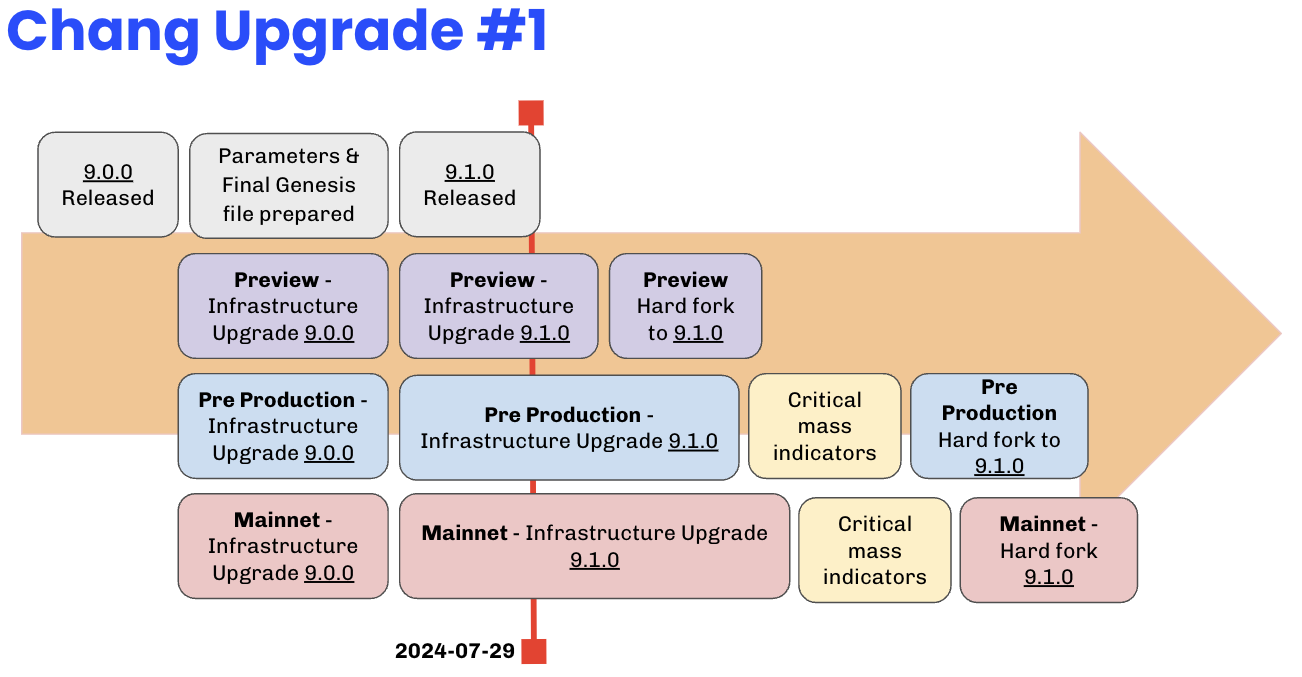 Chang Upgrade #1
9.0.0
Released
Parameters &
Final Genesis
file prepared
9.1.0
Released
Preview -
Infrastructure
Upgrade 9.0.0
Preview -
Infrastructure
Upgrade 9.1.0
Preview
Hard fork
to 9.1.0
Pre Production -
Infrastructure
Upgrade 9.0.0
Pre Production -
Infrastructure Upgrade 9.1.0
Critical
mass
indicators
Pre
Production
Hard fork to
9.1.0
Mainnet -
Infrastructure
Upgrade 9.0.0
Mainnet - Infrastructure Upgrade
9.1.0
Critical
mass
indicators
Mainnet -
Hard fork
9.1.0
2024-07-29